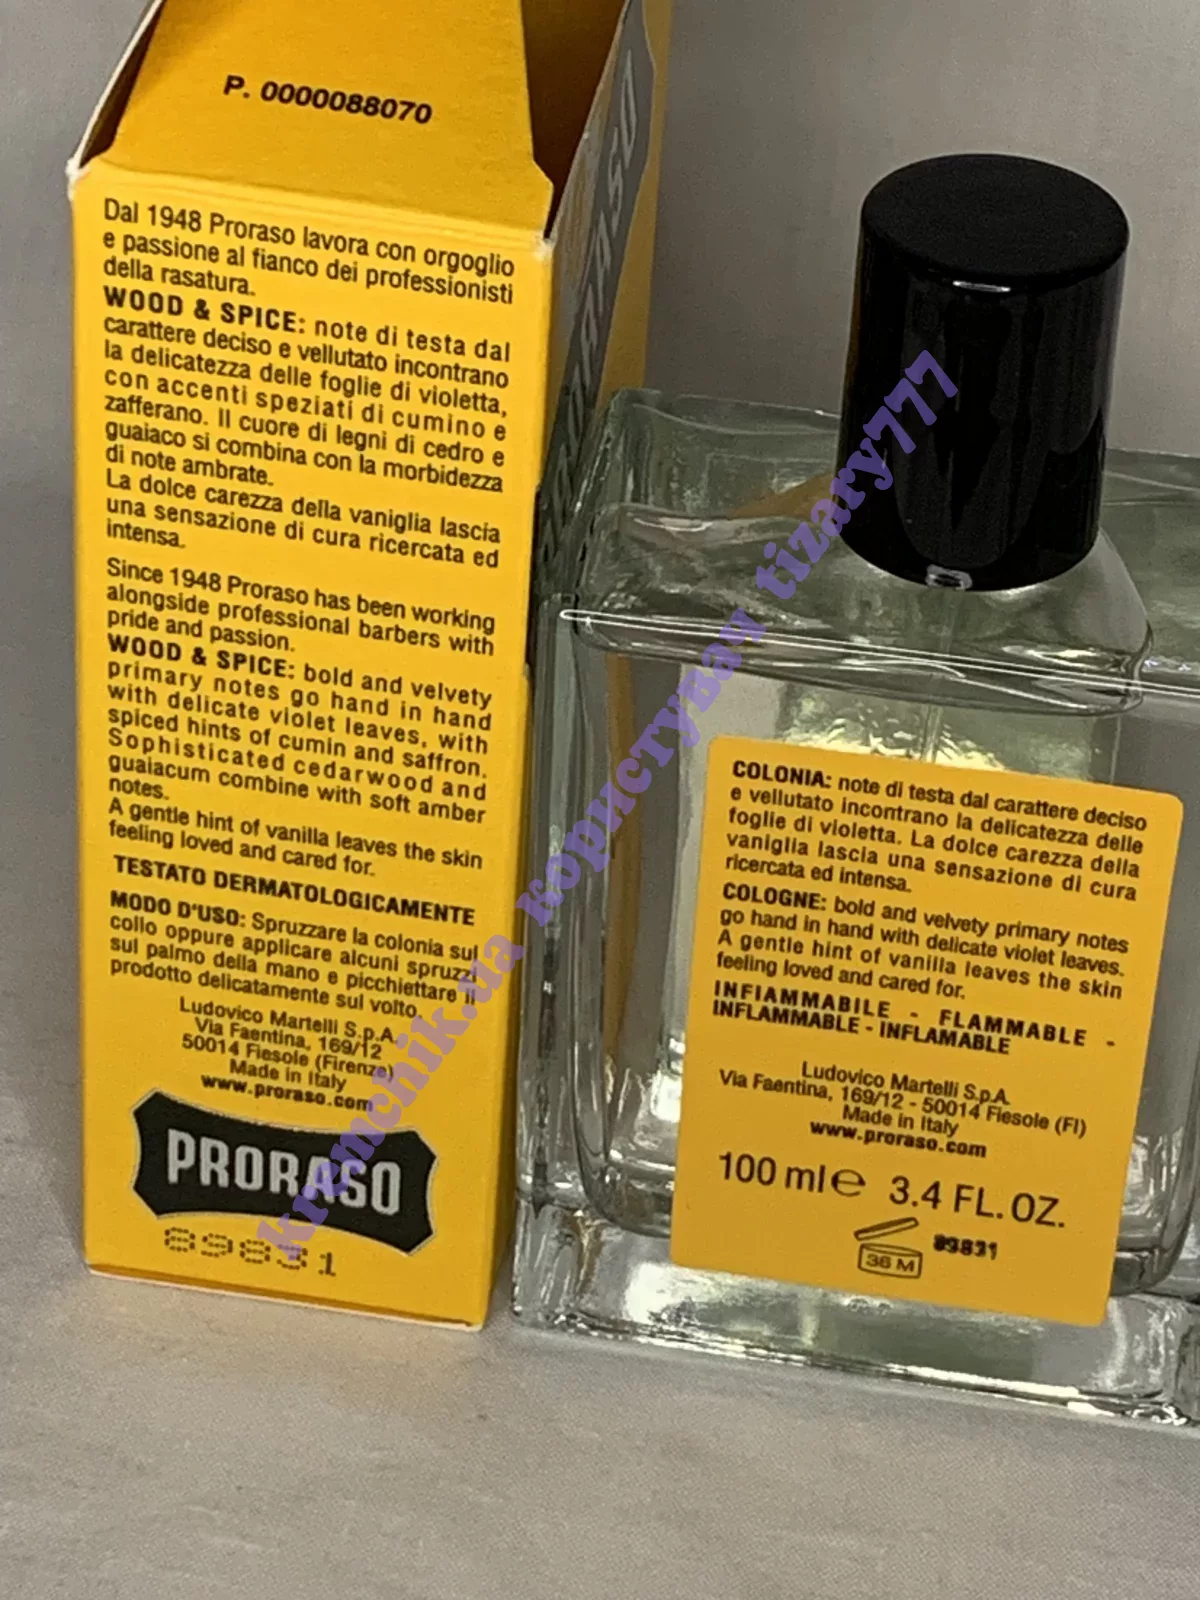 P. 0000088070
Dal 1948 Proraso lavora con orgoglio
e passione al fianco dei professionisti
della rasatura.
WOOD & SPICE: note di testa dal
carattere deciso e vellutato incontrano
la delicatezza delle foglie di violetta,
con accenti speziati di cumino e
zafferano. Il cuore di legni di cedro e
guaiaco si combina con la morbidezza
di note ambrate.
La dolce carezza della vaniglia lascia
una sensazione di cura ricercata ed
intensa.
Since 1948 Proraso has been working
alongside professional barbers with
pride and passion.
WOOD & SPICE: bold and velvety
primary notes go hand in hand
with delicate violet leaves, with
spiced hints of cumin and saffron.
Sophisticated cedarwood and
guaiacum combine with soft amber
notes.
A gentle hint of vanilla leaves the skin
feeling loved and cared for.
TESTATO DERMATOLOGICAMENTE
MODO D'USO: Spruzzare la colonia sul
collo oppure applicare alcuni spruzzi
sul palmo della mano e picchiettare il
prodotto delicatamente sul volto.
Ludovico Martelli S.p.A.
Via Faentina, 169/12
50014 Fiesole (Firenze)
Made in Italy
www.proraso.com
PRORASO
89831
PRORASO
COLONIA: note di testa dal carattere deciso
e vellutato incontrano la delicatezza delle
foglie di violetta. La dolce carezza della
vaniglia lascia una sensazione di cura
ricercata ed intensa.
COLOGNE: bold and velvety primary notes
go hand in hand with delicate violet leaves.
A gentle hint of vanilla leaves the skin
feeling loved and cared for.
INFIAMMABILE - FLAMMABLE -
INFLAMMABLE - INFLAMABLE
Ludovico Martelli S.p.A.
Via Faentina, 169/12 - 50014 Fiesole (FI)
Made in Italy
www.proraso.com
100 ml ℮ 3.4 FL. OZ.
36 M
89831
krzmchik.ua користувач tizary777